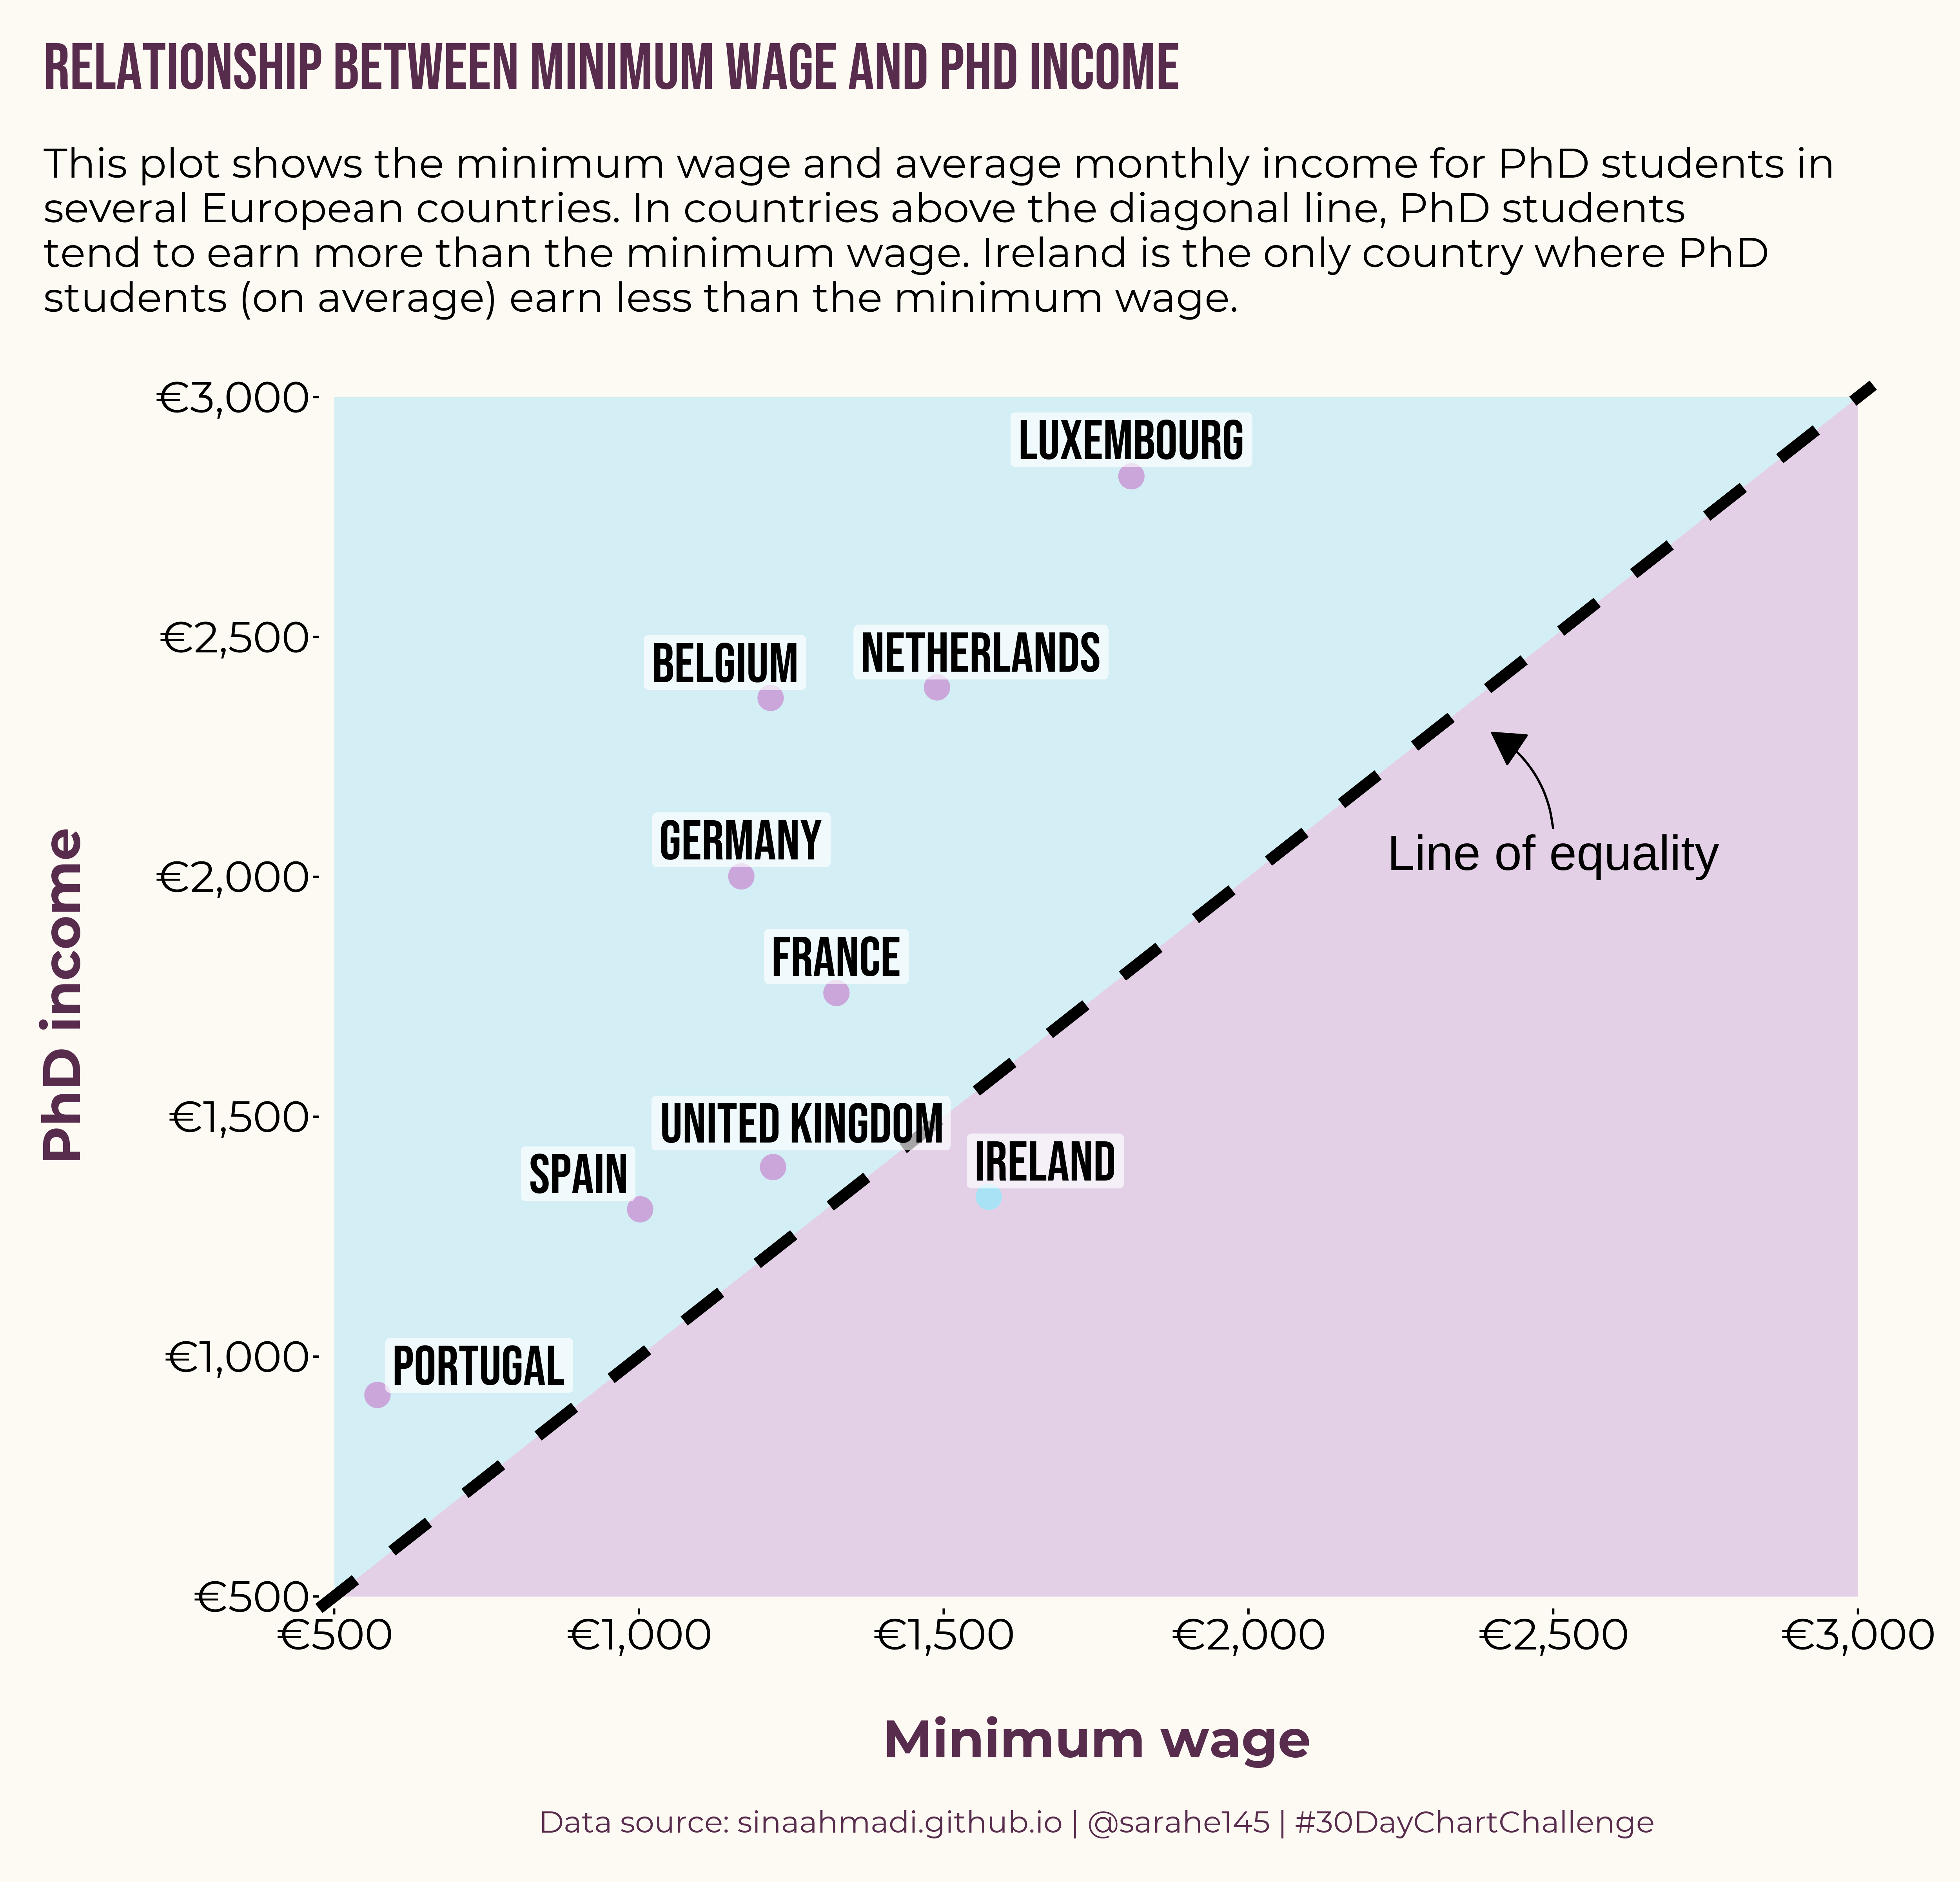 RELATIONSHIP BETWEEN MINIMUM WAGE AND PHD INCOME
This plot shows the minimum wage and average monthly income for PhD students in
several European countries. In countries above the diagonal line, PhD students
tend to earn more than the minimum wage. Ireland is the only country where PhD
students (on average) earn less than the minimum wage.
€3,000
LUXEMBOURG
€2,500
BELGIUM
NETHERLANDS
GERMANY
€2,000
Line of equality
FRANCE
PhD income
€1,500
UNITED KINGDOM
IRELAND
SPAIN
€1,000
PORTUGAL
€500
€500 €1,000 €1,500 €2,000 €2,500 €3,000
Minimum wage
Data source: sinaahmadi.github.io | @sarahe145 | #30DayChartChallenge